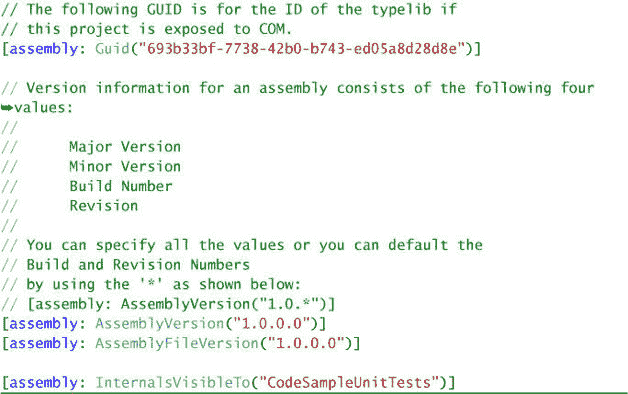 // The following GUID is for the ID of the typelib if
// this project is exposed to COM.
[assembly: Guid("693b33bf-7738-42b0-b743-ed05a8d28d8e")]
// Version information for an assembly consists of the following four
➥values:
//
//      Major Version
//      Minor Version
//      Build Number
//      Revision
//
// You can specify all the values or you can default the
// Build and Revision Numbers
// by using the '*' as shown below:
// [assembly: AssemblyVersion("1.0.*")]
[assembly: AssemblyVersion("1.0.0.0")]
[assembly: AssemblyFileVersion("1.0.0.0")]
[assembly: InternalsVisibleTo("CodeSampleUnitTests")]